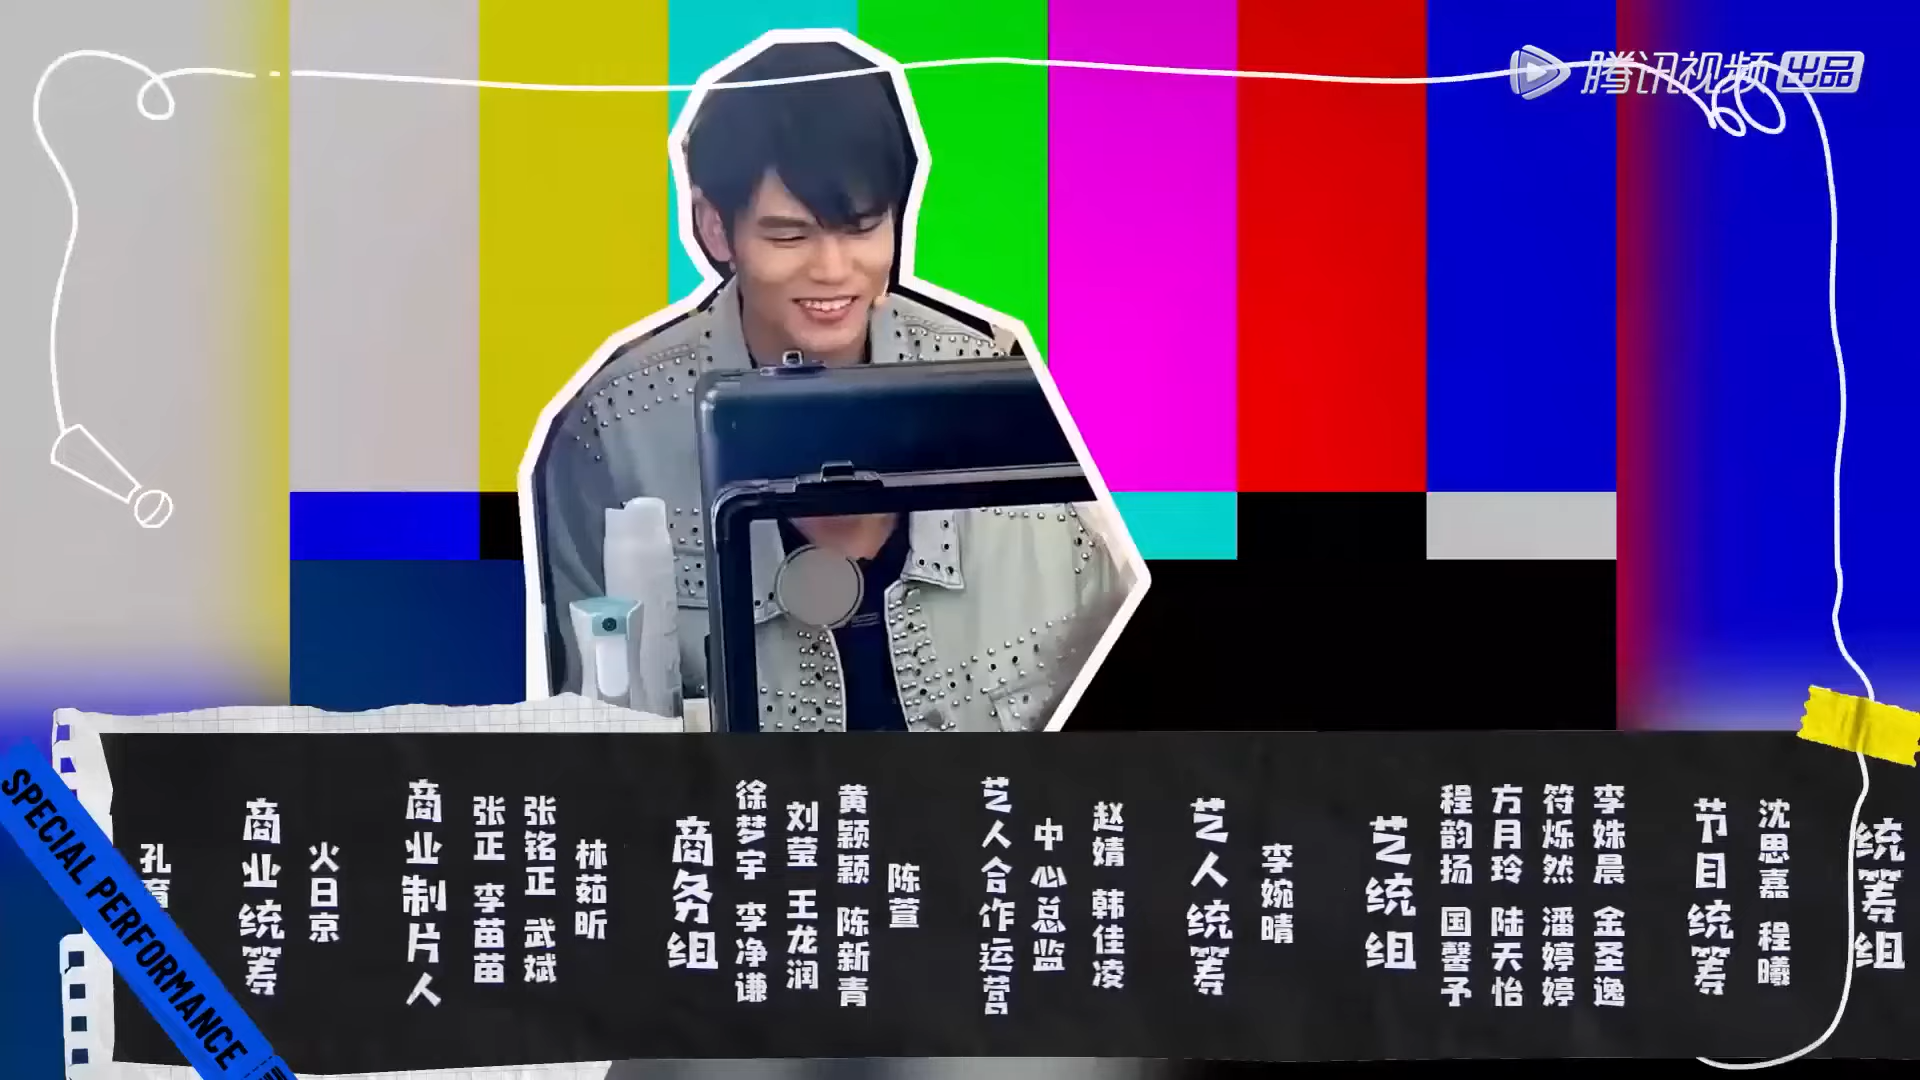 腾讯视频 出品
SPECIAL PERFORMANCE
孔
商业统筹
火日京
商业制片人
张正 李苗苗
张铭正 武斌
林茹昕
商务组
徐梦宇 李净谦
刘莹 王龙润
黄颖颖 陈新青
陈萱
艺人合作运营
中心总监
赵婧 韩佳凌
艺人统筹
李婉晴
艺统组
程韵扬 国馨予
方月玲 陆天怡
符烁然 潘婷婷
李姝晨 金圣逸
节目统筹
沈思嘉 程曦
统筹组